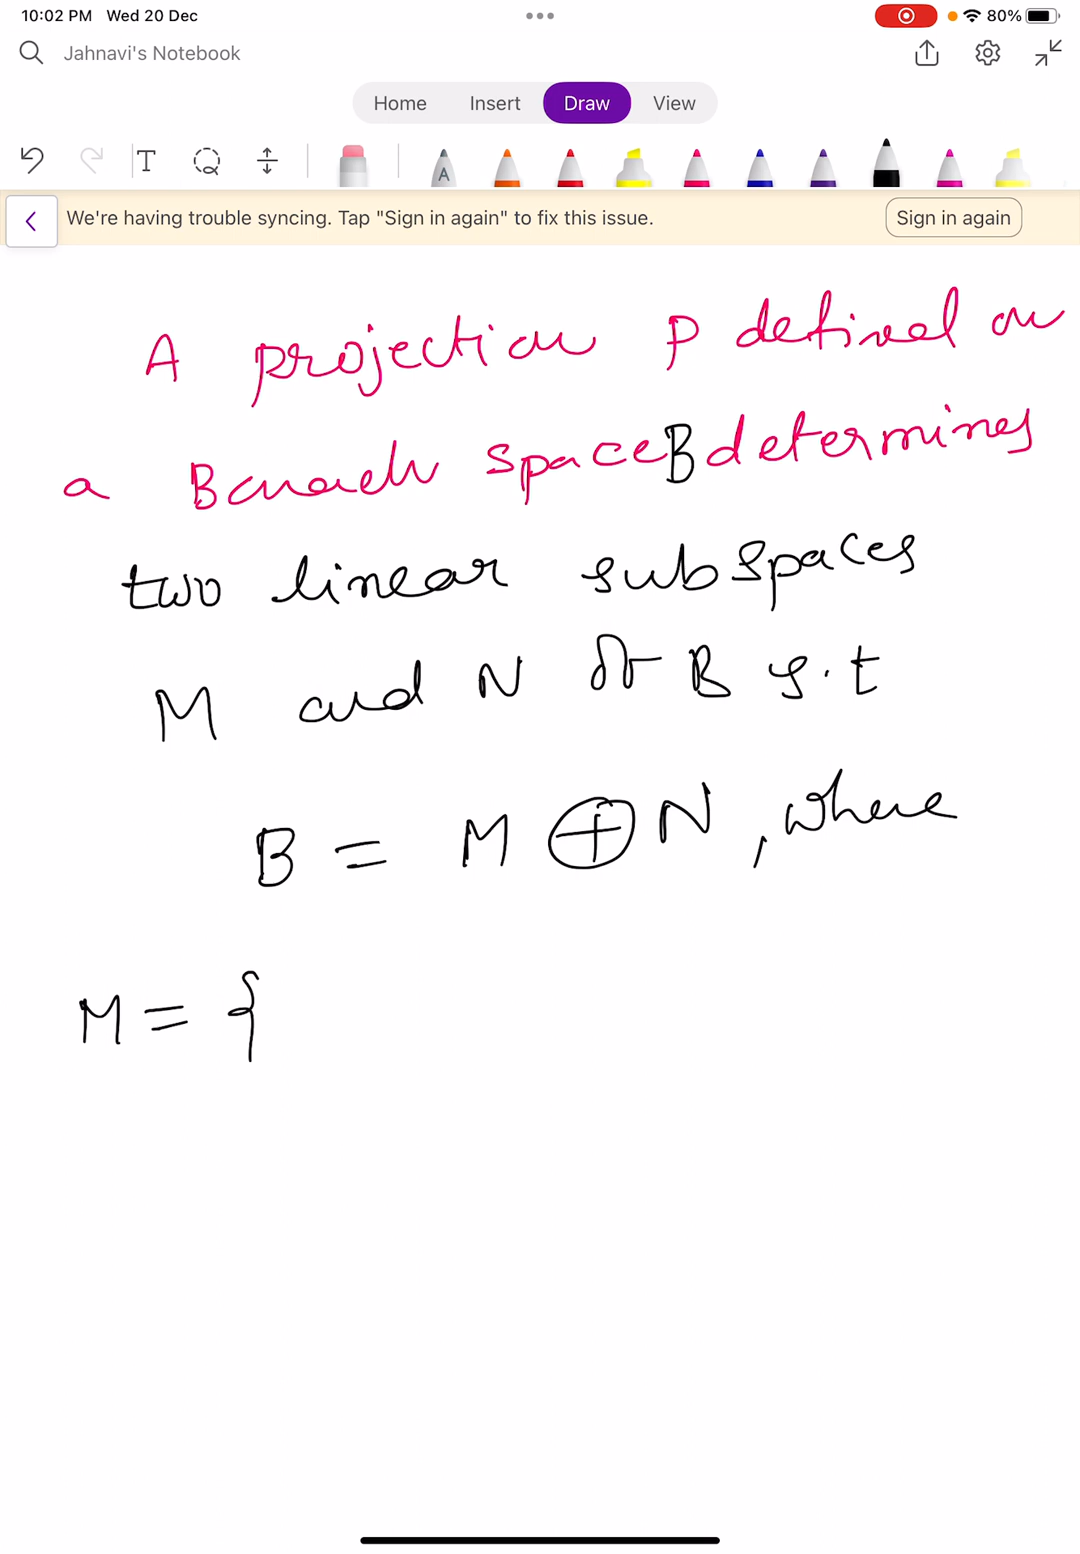 10:02 PM Wed 20 Dec
80%
Jahnavi's Notebook
Home Insert Draw View
T
A
We're having trouble syncing. Tap "Sign in again" to fix this issue.
Sign in again
A projection P defined on
a Banach space B determines
two linear subspaces
M and N of B s.t
B = M ⊕ N, where
M = {